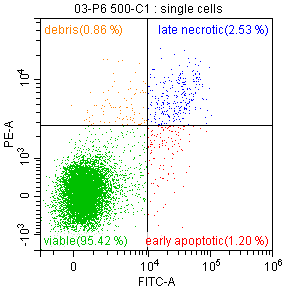 03-P6 500-C1 : single cells
debris(0.86 %)
late necrotic(2.53 %)
PE-A
10^4
10^3
0
-10^3
viable(95.42 %)
early apoptotic(1.20 %)
0
10^4
10^5
10^6
FITC-A